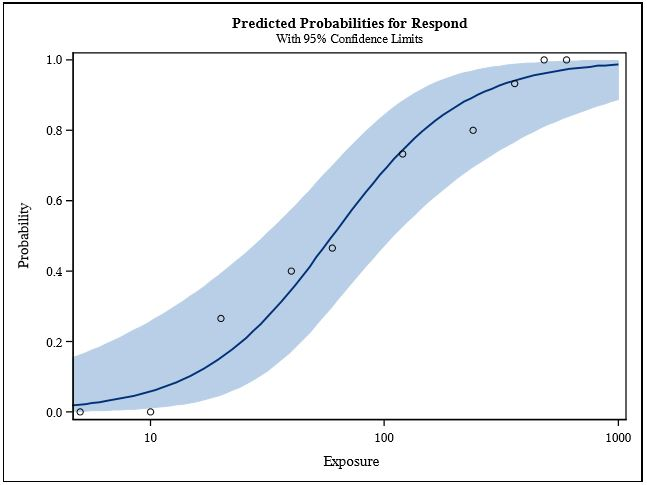 Predicted Probabilities for Respond
With 95% Confidence Limits
1.0
0.8
0.6
0.4
0.2
0.0
Probability
10
100
1000
Exposure